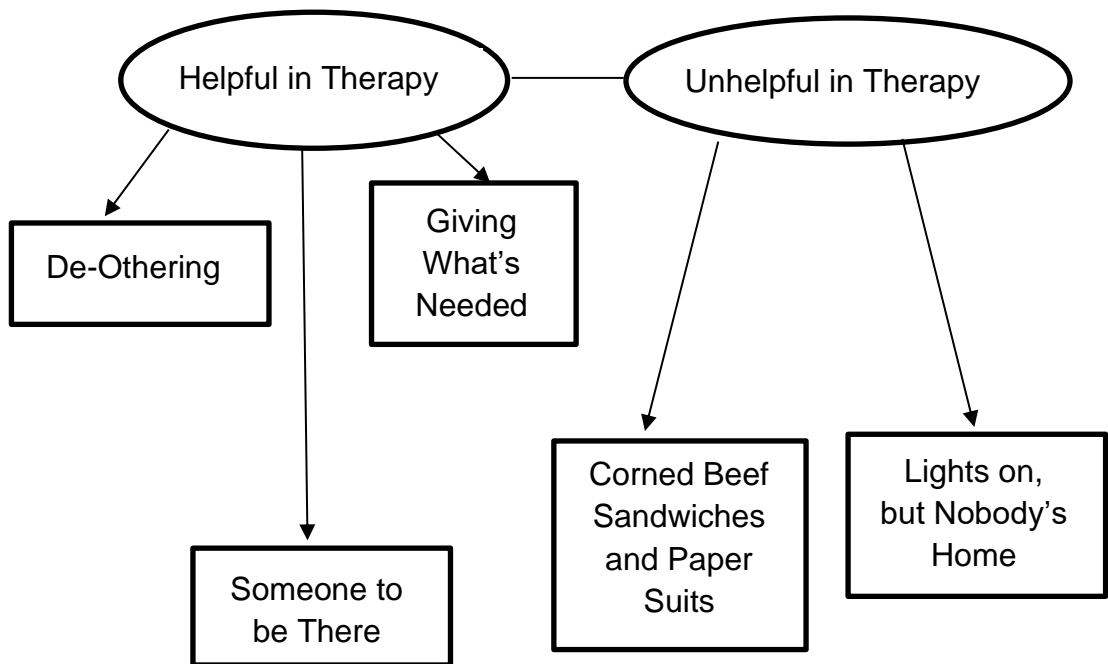 Helpful in Therapy
Unhelpful in Therapy
De-Othering
Giving
What’s
Needed
Someone to
be There
Corned Beef
Sandwiches
and Paper
Suits
Lights on,
but Nobody’s
Home